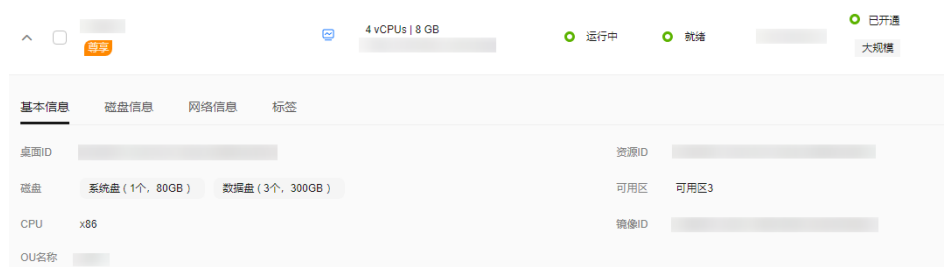 4 vCPUs | 8 GB 运行中 就绪 已开通
尊享 大规模
基本信息 磁盘信息 网络信息 标签
桌面ID 资源ID
磁盘 系统盘（1个，80GB） 数据盘（3个，300GB） 可用区 可用区3
CPU x86 镜像ID
OU名称